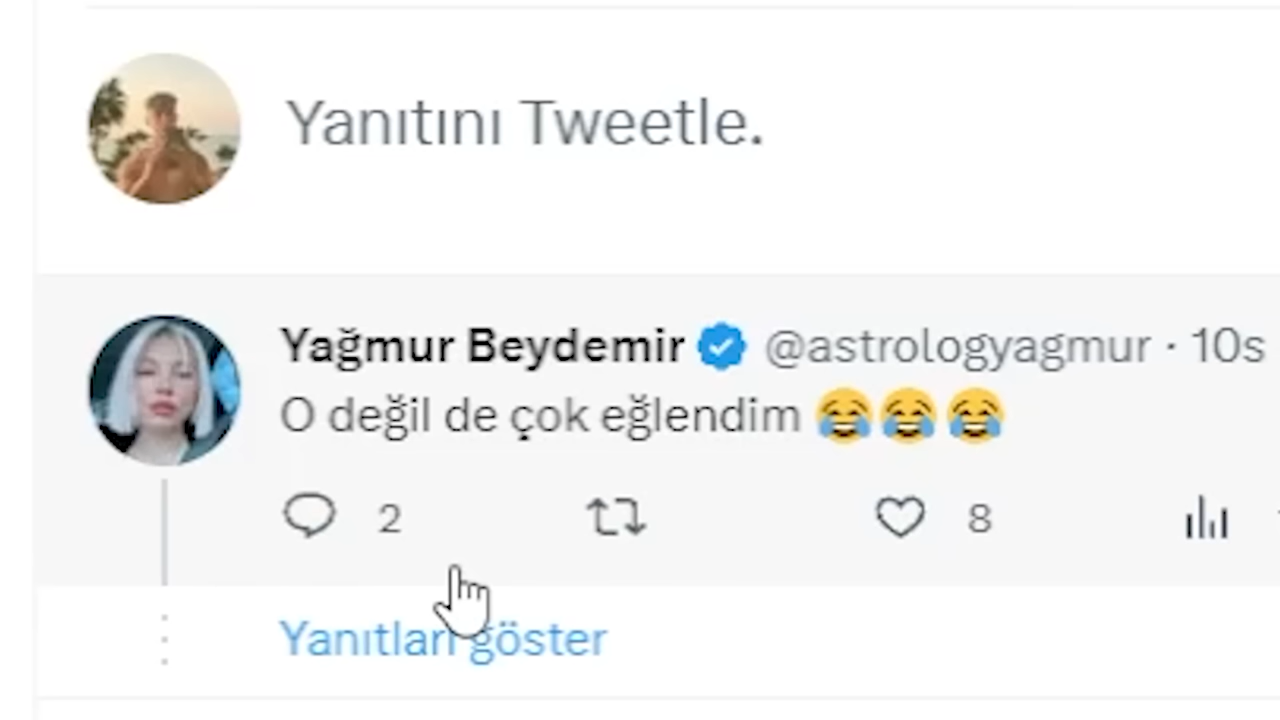 Yanıtını Tweetle.
Yağmur Beydemir @astrologyagmur · 10s
O değil de çok eğlendim 😂😂😂
2 8
Yanıtları göster